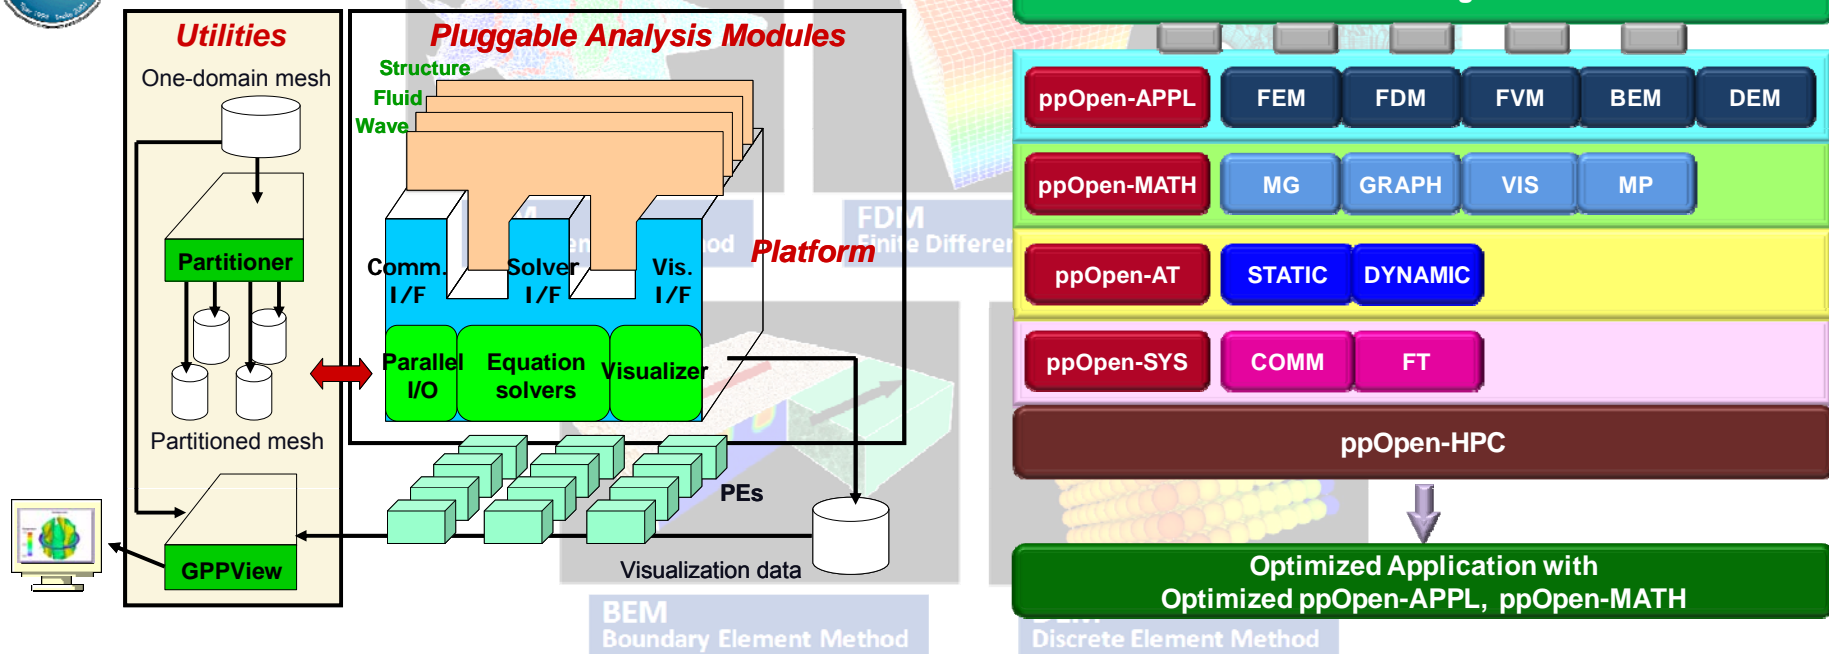 Utilities
One-domain mesh
Partitioner
Partitioned mesh
GPPView
Pluggable Analysis Modules
Structure
Fluid
Wave
Comm.
I/F
Solver
I/F
Vis.
I/F
Platform
Parallel
I/O
Equation
solvers
Visualizer
PEs
Visualization data
FDM
Finite Differen
BEM
Boundary Element Method
DEM
Discrete Element Method
ppOpen-APPL FEM FDM FVM BEM DEM
ppOpen-MATH MG GRAPH VIS MP
ppOpen-AT STATIC DYNAMIC
ppOpen-SYS COMM FT
ppOpen-HPC
Optimized Application with
Optimized ppOpen-APPL, ppOpen-MATH